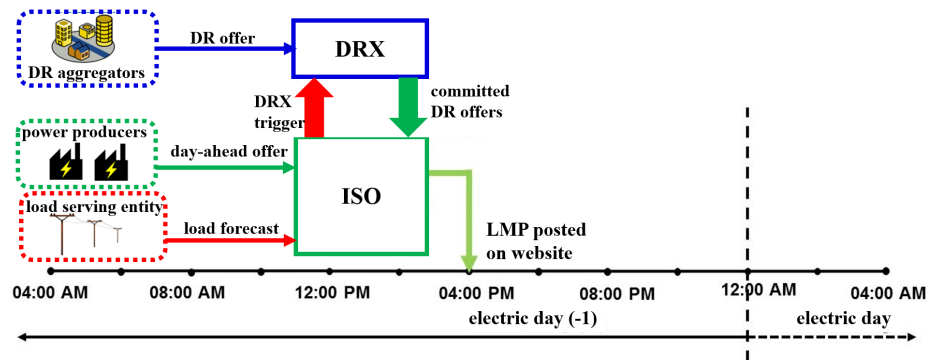 DR aggregators
DR offer
DRX
DRX
trigger
committed
DR offers
power producers
day-ahead offer
load serving entity
load forecast
ISO
LMP posted
on website
04:00 AM
08:00 AM
12:00 PM
04:00 PM
08:00 PM
12:00 AM
04:00 AM
electric day (-1)
electric day